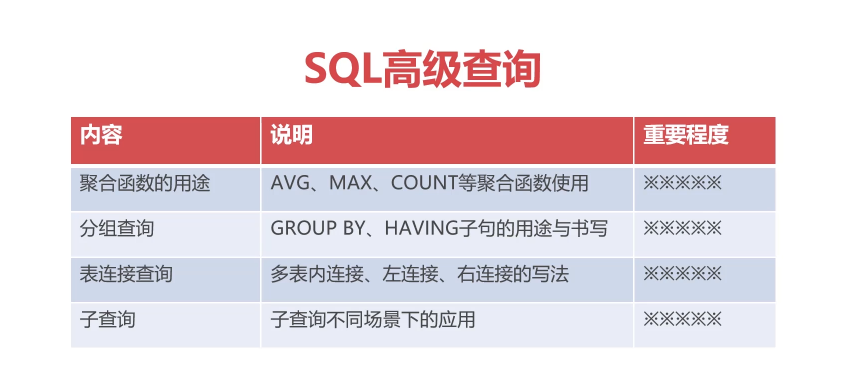 SQL高级查询
内容 说明 重要程度
聚合函数的用途 AVG、MAX、COUNT等聚合函数使用 ※※※※※
分组查询 GROUP BY、HAVING子句的用途与书写 ※※※※※
表连接查询 多表内连接、左连接、右连接的写法 ※※※※※
子查询 子查询不同场景下的应用 ※※※※※